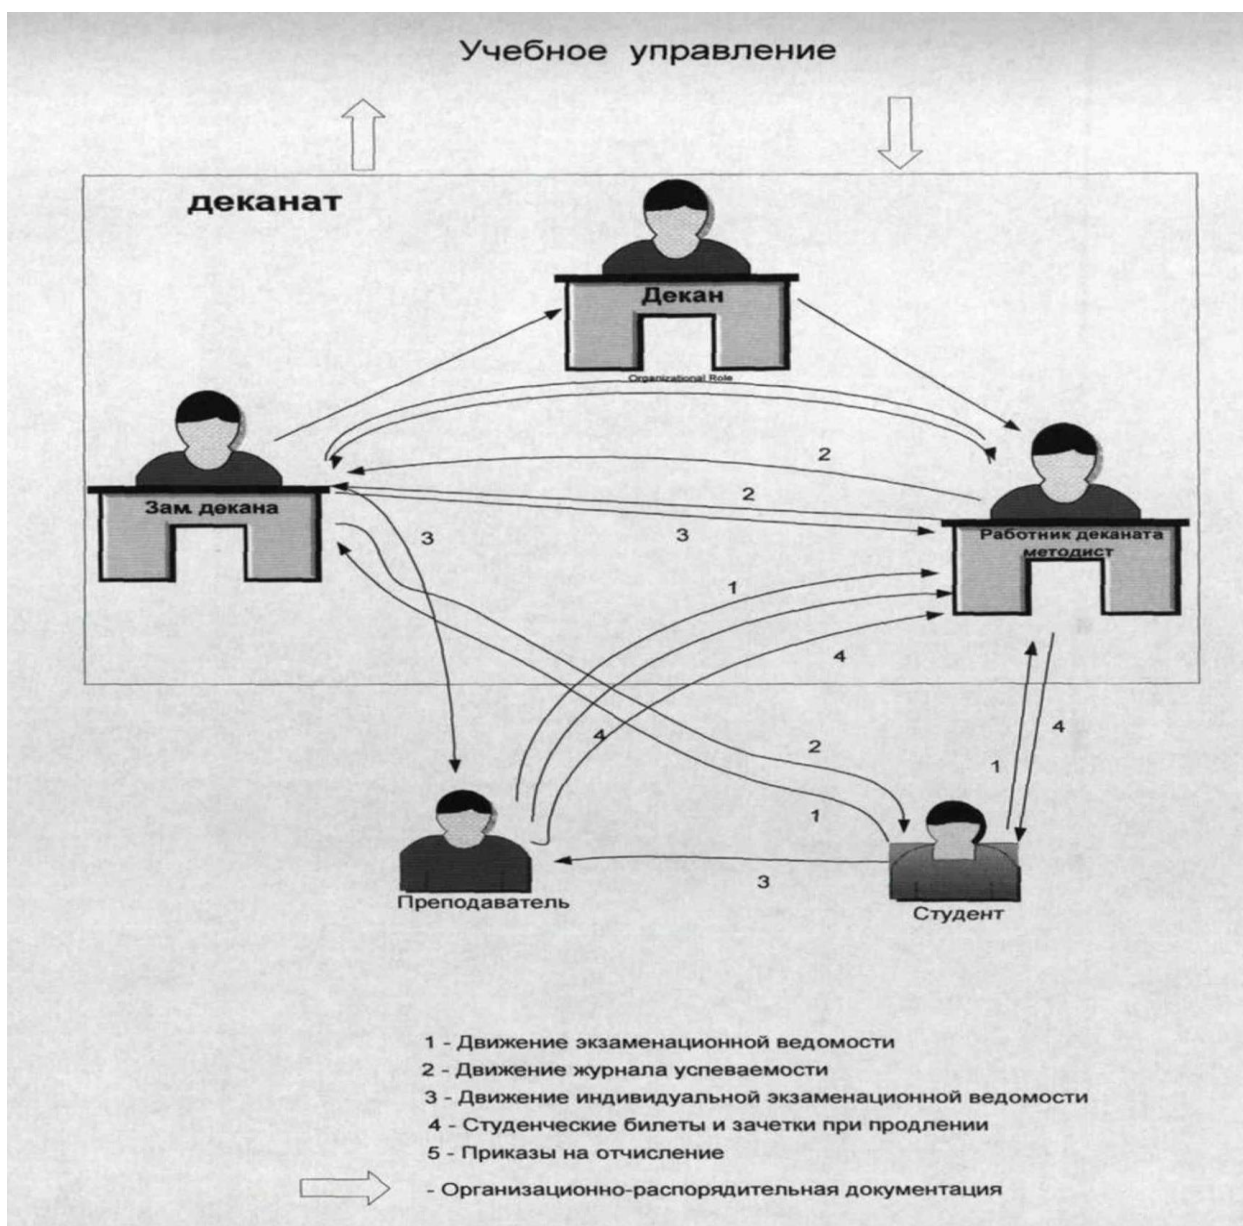 Учебное управление
деканат
Декан
Organizational Role
Зам. декана
2
2
3
3
Работник деканата
методист
1
4
4
4
2
1
1
3
Преподаватель
Студент
1 - Движение экзаменационной ведомости
2 - Движение журнала успеваемости
3 - Движение индивидуальной экзаменационной ведомости
4 - Студенческие билеты и зачетки при продлении
5 - Приказы на отчисление
- Организационно-распорядительная документация